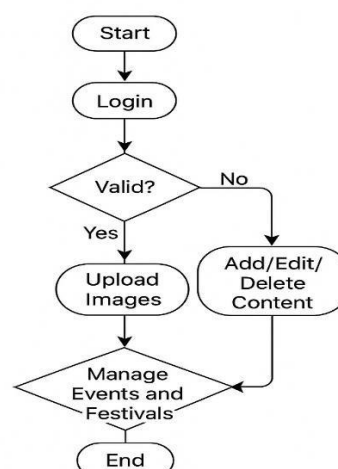 Start
Login
Valid?
No
Yes
Upload
Images
Add/Edit/
Delete
Content
Manage
Events and
Festivals
End